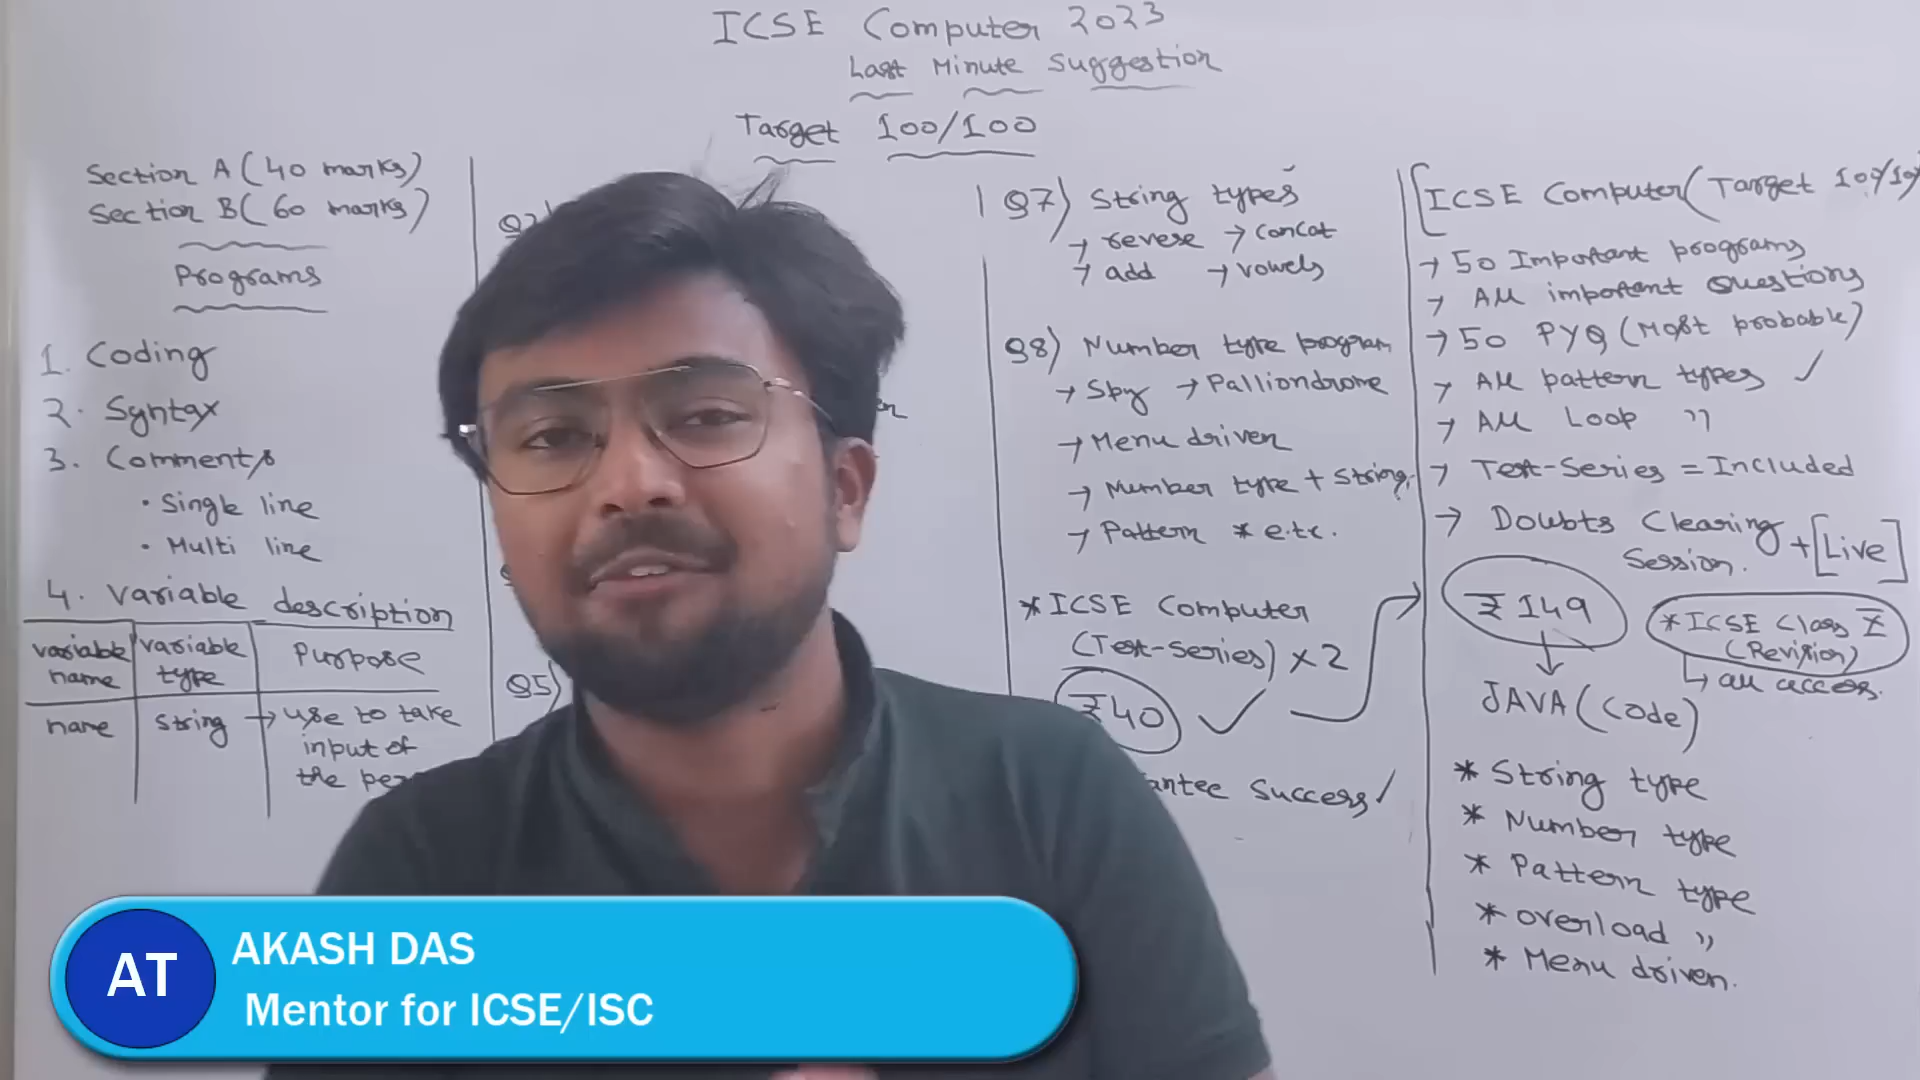 ICSE Computer 2023
Last Minute Suggestion
Target 100/100
Section A (40 marks)
Section B (60 marks)
Programs
1. Coding
2. Syntax
3. Comment/s
• Single line
• Multi line
4. Variable description
variable name
variable type
Purpose
name
string
→ use to take
input of
the
Q5)
Q7) String types
→ revese → concat
→ add → vowels
Q8) Number type program
→ Spy → Palliondrome
→ Menu driven
→ Number type + String
→ Pattern * e.t.c.
* ICSE Computer
(Test-Series) x 2
₹40 ✓
Success ✓
[ICSE Computer (Target 100/100
→ 50 Important programs
→ All important Questions
→ 50 PYQ (Most probable)
→ All pattern types ✓
→ All Loop ”
→ Test-Series = Included
→ Doubts Clearing
Session. + [Live]
₹149
* ICSE Class X
(Revision)
↳ all access.
JAVA (Code)
* String type
* Number type
* Pattern type
* Overload ”
* Menu driven.
AT
AKASH DAS
Mentor for ICSE/ISC